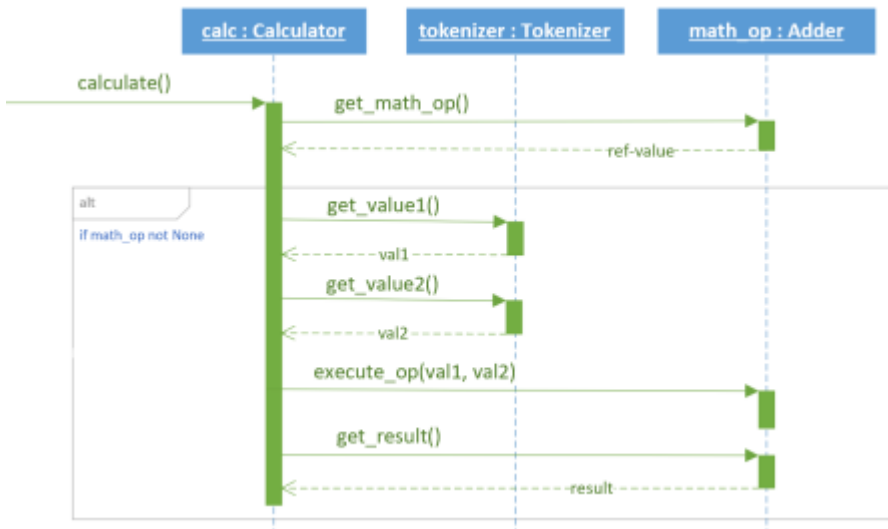 calc : Calculator
tokenizer : Tokenizer
math_op : Adder
calculate()
get_math_op()
ref-value
alt
get_value1()
if math_op not None
val1
get_value2()
val2
execute_op(val1, val2)
get_result()
result